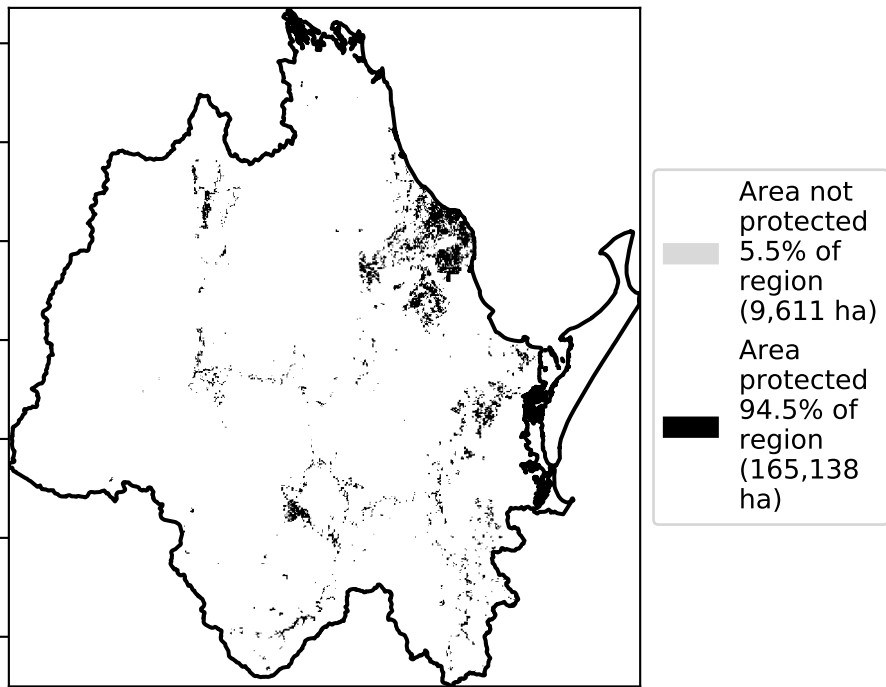 Area not
protected
5.5% of
region
(9,611 ha)
Area
protected
94.5% of
region
(165,138
ha)